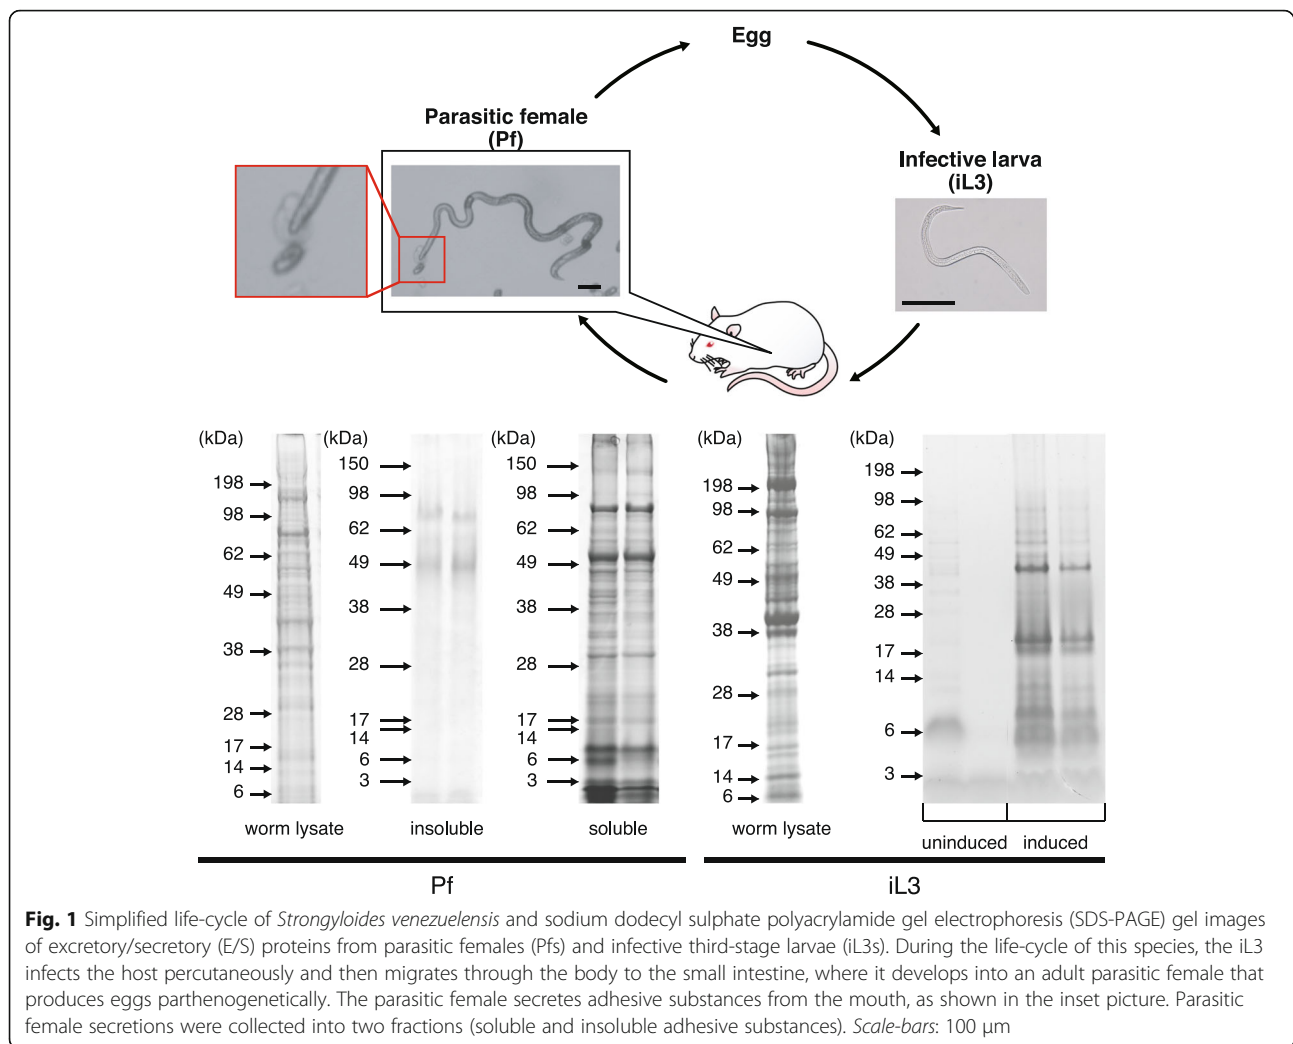 Egg
Parasitic female
(Pf)
Infective larva
(iL3)
(kDa)
198
98
62
49
38
28
17
14
6
worm lysate
(kDa)
150
98
62
49
38
28
17
14
6
3
insoluble
(kDa)
150
98
62
49
38
28
17
14
6
3
soluble
Pf
(kDa)
198
98
62
49
38
28
17
14
6
worm lysate
(kDa)
198
98
62
49
38
28
17
14
6
3
uninduced
induced
iL3
Fig. 1 Simplified life-cycle of Strongyloides venezuelensis and sodium dodecyl sulphate polyacrylamide gel electrophoresis (SDS-PAGE) gel images
of excretory/secretory (E/S) proteins from parasitic females (Pfs) and infective third-stage larvae (iL3s). During the life-cycle of this species, the iL3
infects the host percutaneously and then migrates through the body to the small intestine, where it develops into an adult parasitic female that
produces eggs parthenogenetically. The parasitic female secretes adhesive substances from the mouth, as shown in the inset picture. Parasitic
female secretions were collected into two fractions (soluble and insoluble adhesive substances). Scale-bars: 100 μm